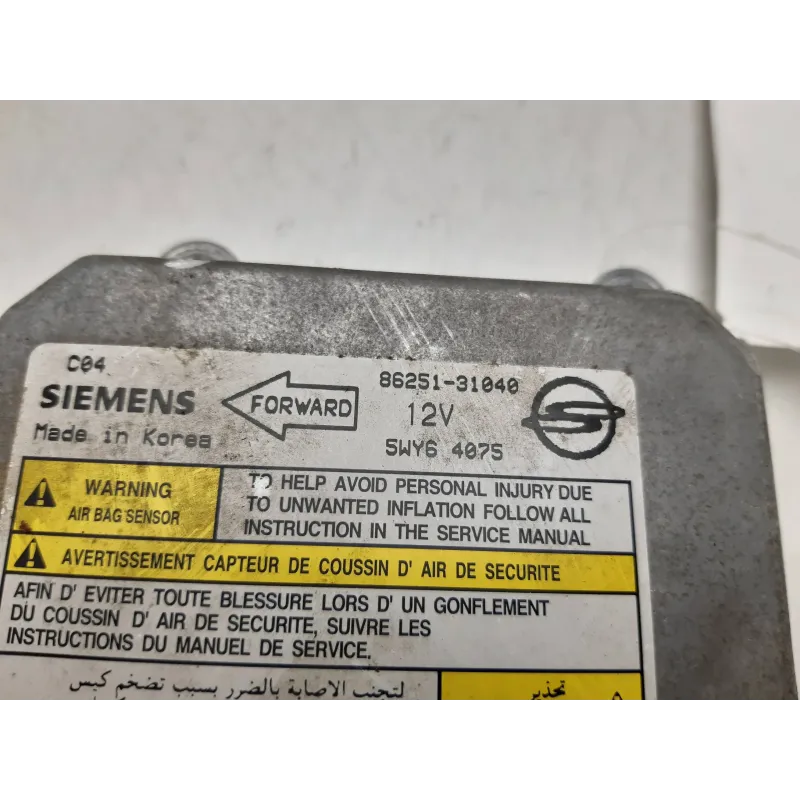 C04
SIEMENS
Made in Korea
FORWARD
86251-31040
12V
5WY6 4075
WARNING
AIR BAG SENSOR
TO HELP AVOID PERSONAL INJURY DUE
TO UNWANTED INFLATION FOLLOW ALL
INSTRUCTION IN THE SERVICE MANUAL
AVERTISSEMENT CAPTEUR DE COUSSIN D' AIR DE SECURITE
AFIN D' EVITER TOUTE BLESSURE LORS D' UN GONFLEMENT
DU COUSSIN D' AIR DE SECURITE, SUIVRE LES
INSTRUCTIONS DU MANUEL DE SERVICE.
تحذير
لتجنب الاصابة بالضرر بسبب تضخم كيس